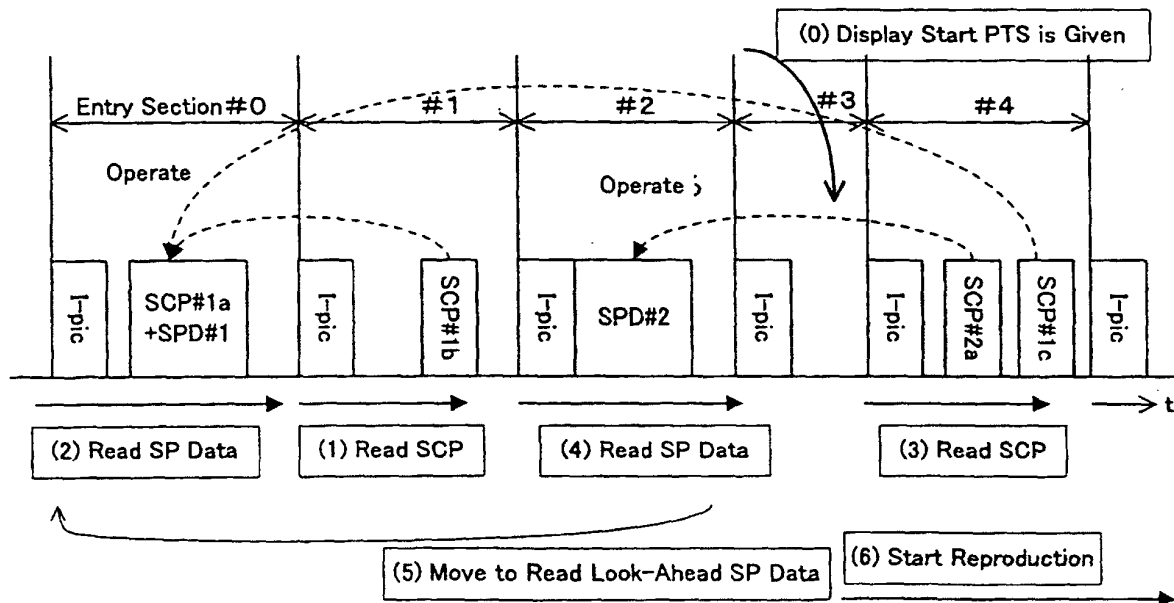 (0) Display Start PTS is Given
Entry Section #0
#1
#2
#3
#4
Operate
Operate
I-pic
SCP#1a
+SPD#1
I-pic
SCP#1b
I-pic
SPD#2
I-pic
I-pic
SCP#2a
SCP#1c
I-pic
t
(2) Read SP Data
(1) Read SCP
(4) Read SP Data
(3) Read SCP
(5) Move to Read Look-Ahead SP Data
(6) Start Reproduction